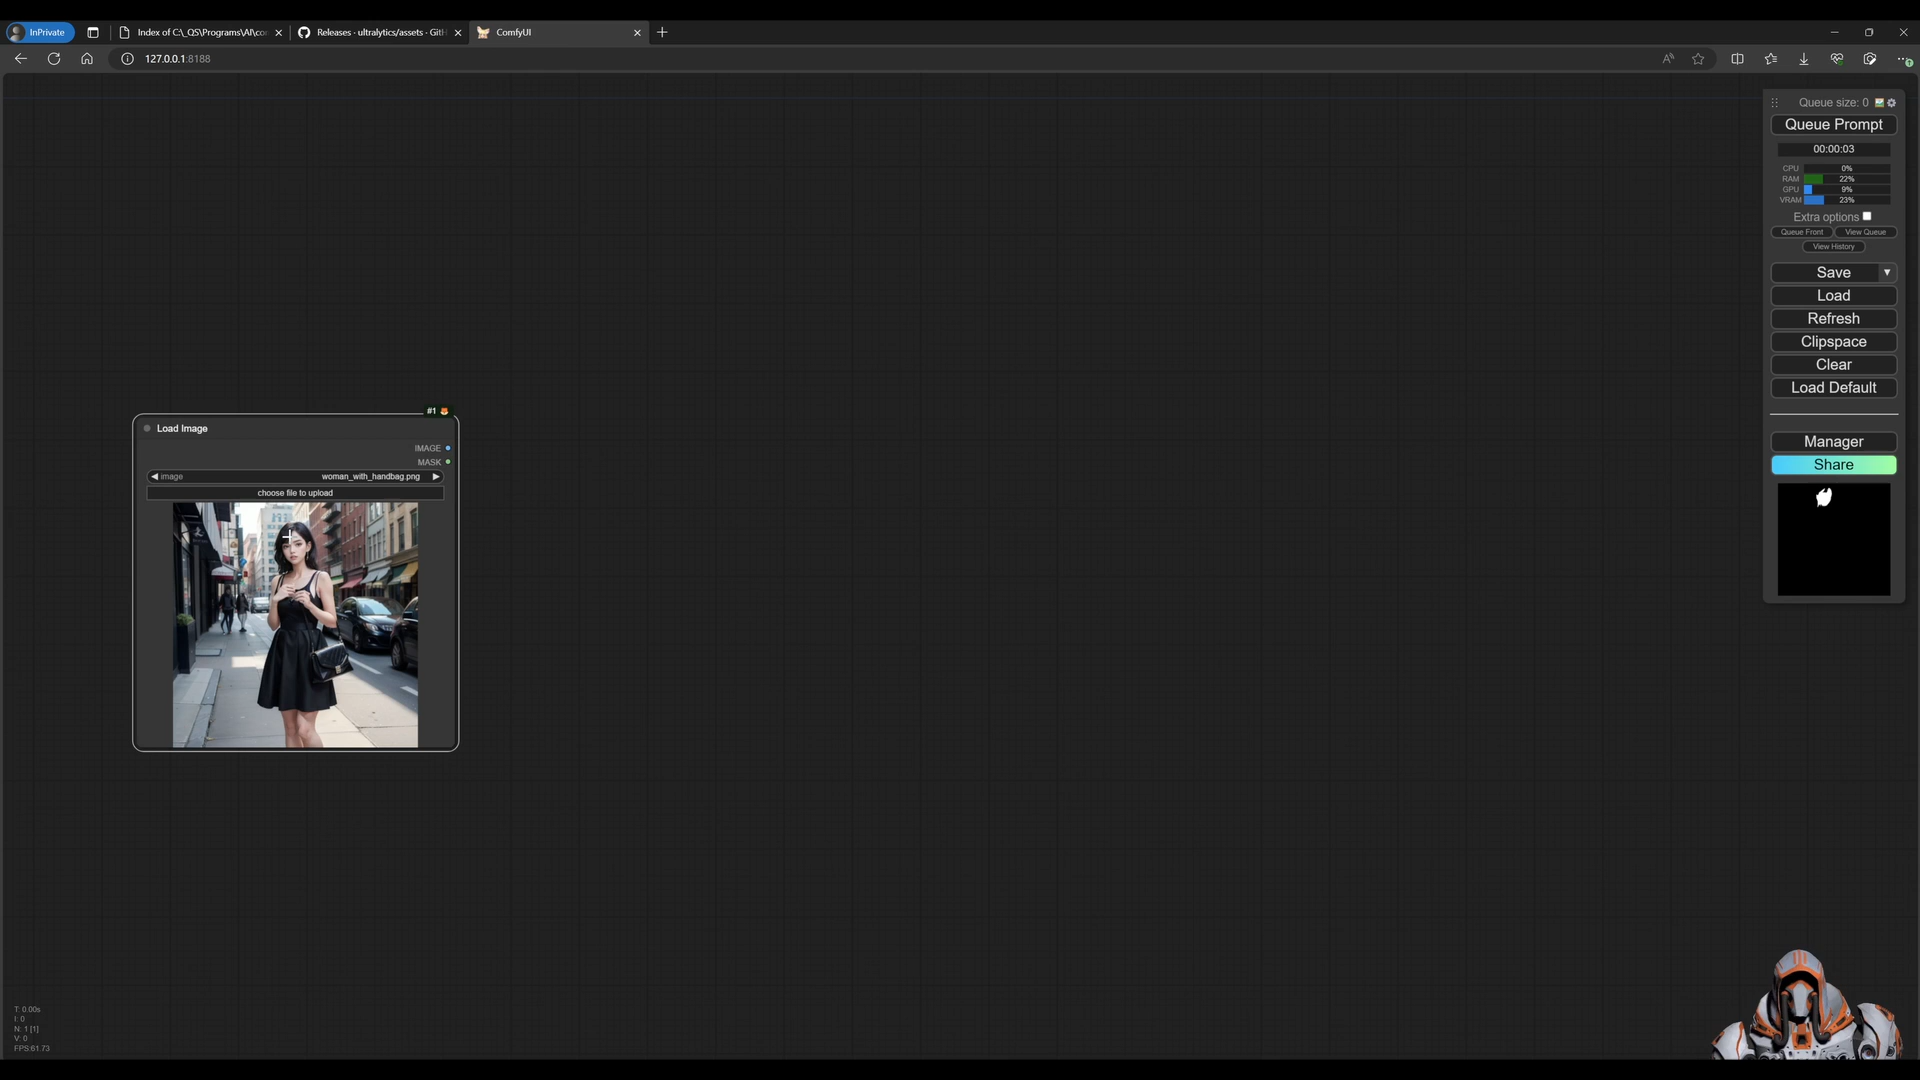 InPrivate
Index of C:\_QS\Programs\AI\co
Releases · ultralytics/assets · Gith
ComfyUI
127.0.0.1:8188
Queue size: 0
Queue Prompt
00:00:03
CPU 0%
RAM 22%
GPU 9%
VRAM 23%
Extra options
Queue Front View Queue
View History
Save
Load
Refresh
Clipspace
Clear
Load Default
Manager
Share
#1
Load Image
IMAGE
MASK
image woman_with_handbag.png
choose file to upload
T: 0.00s
I: 0
N: 1 [1]
V: 0
FPS:61.73